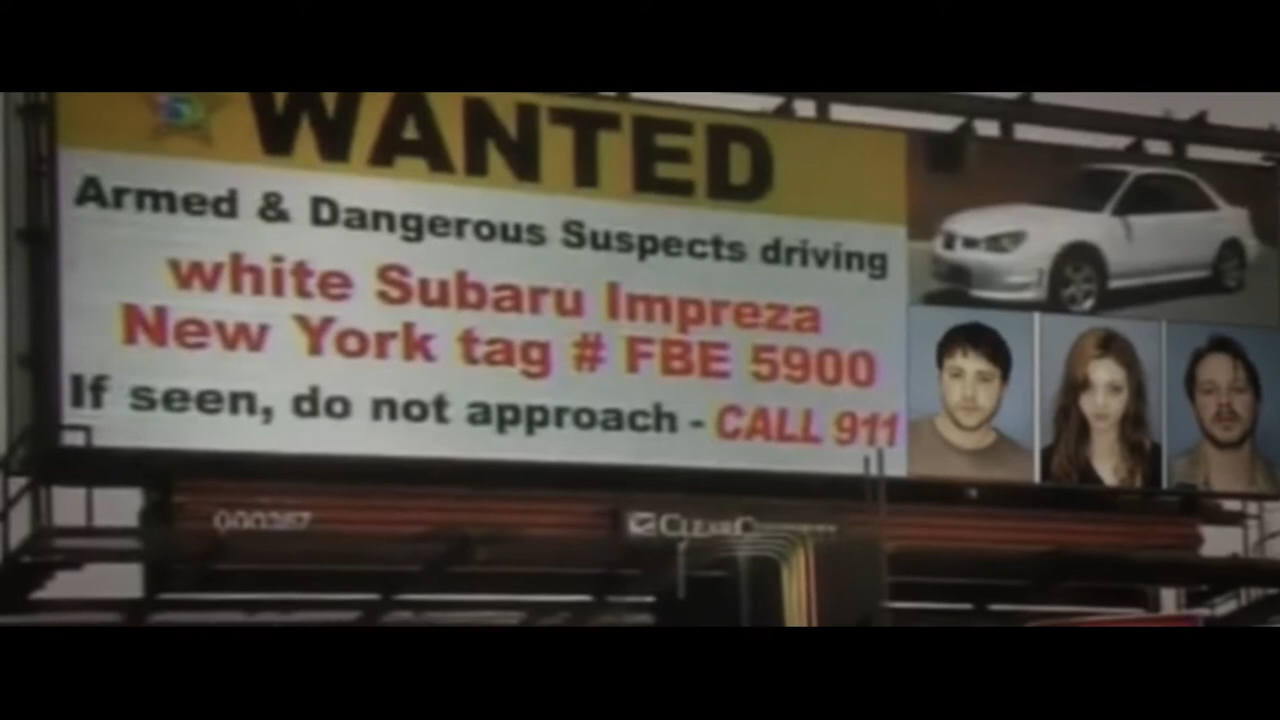 WANTED
Armed & Dangerous Suspects driving
white Subaru Impreza
New York tag # FBE 5900
If seen, do not approach - CALL 911